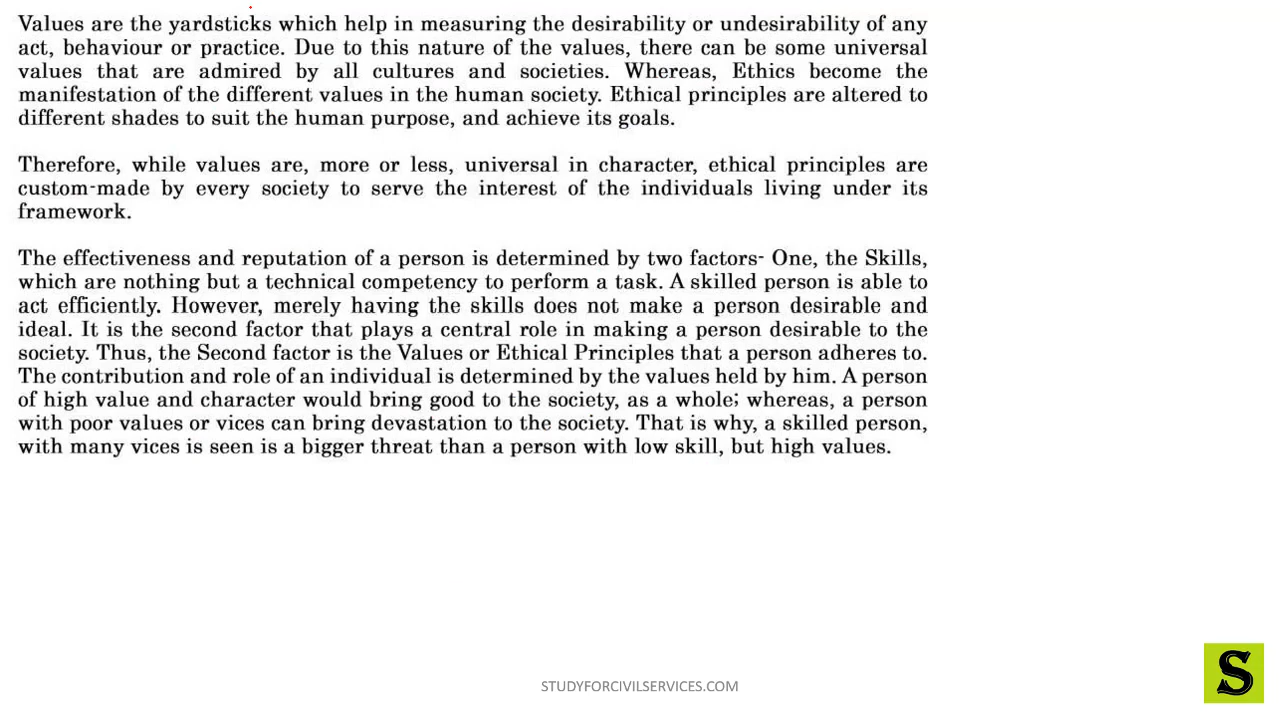 Values are the yardsticks which help in measuring the desirability or undesirability of any
act, behaviour or practice. Due to this nature of the values, there can be some universal
values that are admired by all cultures and societies. Whereas, Ethics become the
manifestation of the different values in the human society. Ethical principles are altered to
different shades to suit the human purpose, and achieve its goals.
Therefore, while values are, more or less, universal in character, ethical principles are
custom-made by every society to serve the interest of the individuals living under its
framework.
The effectiveness and reputation of a person is determined by two factors- One, the Skills,
which are nothing but a technical competency to perform a task. A skilled person is able to
act efficiently. However, merely having the skills does not make a person desirable and
ideal. It is the second factor that plays a central role in making a person desirable to the
society. Thus, the Second factor is the Values or Ethical Principles that a person adheres to.
The contribution and role of an individual is determined by the values held by him. A person
of high value and character would bring good to the society, as a whole; whereas, a person
with poor values or vices can bring devastation to the society. That is why, a skilled person,
with many vices is seen is a bigger threat than a person with low skill, but high values.
STUDYFORCIVILSERVICES.COM
S